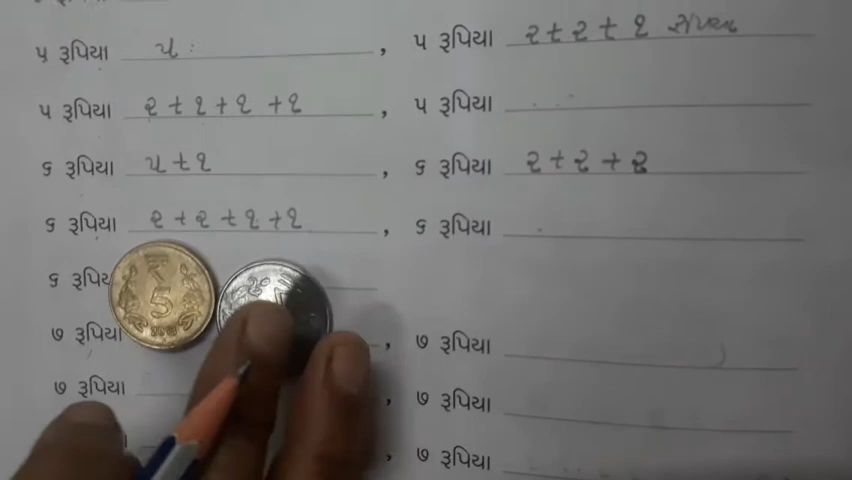 ૫ રૂપિયા ૫ , ૫ રૂપિયા ૨+૨+૧
૫ રૂપિયા ૨+૧+૧+૧ , ૫ રૂપિયા
૬ રૂપિયા ૫+૧ , ૬ રૂપિયા ૨+૨+૨
૬ રૂપિયા ૨+૨+૧+૧ , ૬ રૂપિયા
૬
₹
5
૭ રૂપિયા , ૭ રૂપિયા
૭ રૂપિયા , ૭ રૂપિયા
, ૭ રૂપિયા